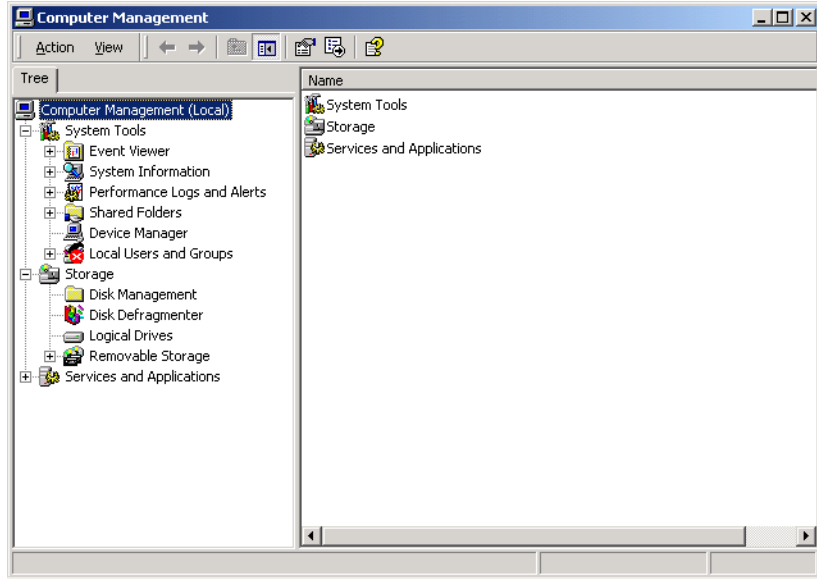 Computer Management
Action View
Tree
Name
Computer Management (Local)
System Tools
Event Viewer
System Information
Performance Logs and Alerts
Shared Folders
Device Manager
Local Users and Groups
Storage
Disk Management
Disk Defragmenter
Logical Drives
Removable Storage
Services and Applications
System Tools
Storage
Services and Applications